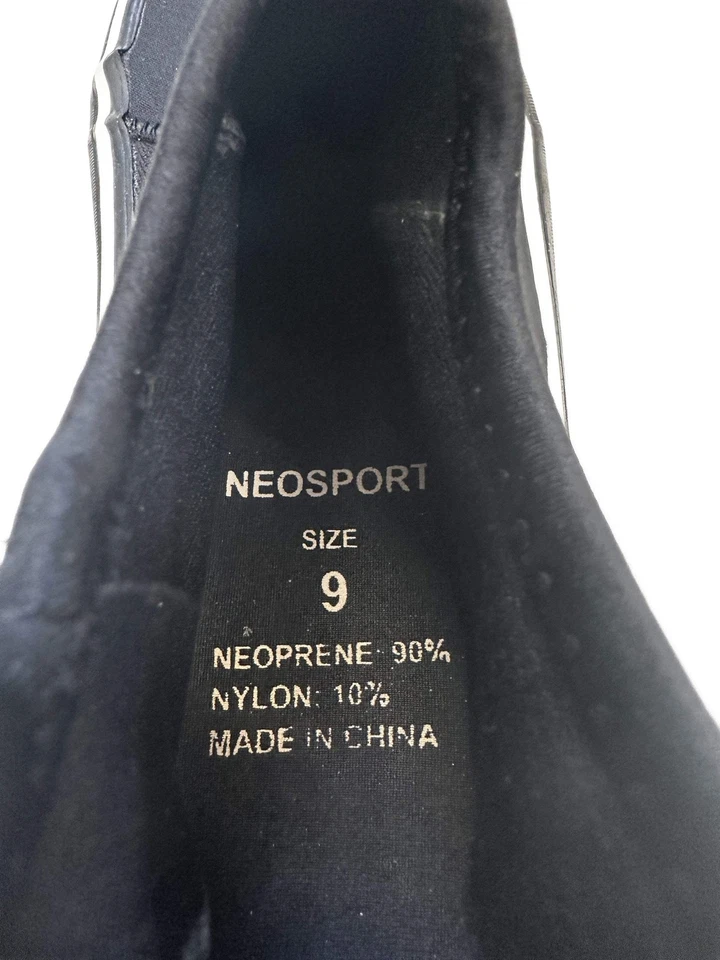 NEOSPORT
SIZE
9
NEOPRENE: 90%
NYLON: 10%
MADE IN CHINA